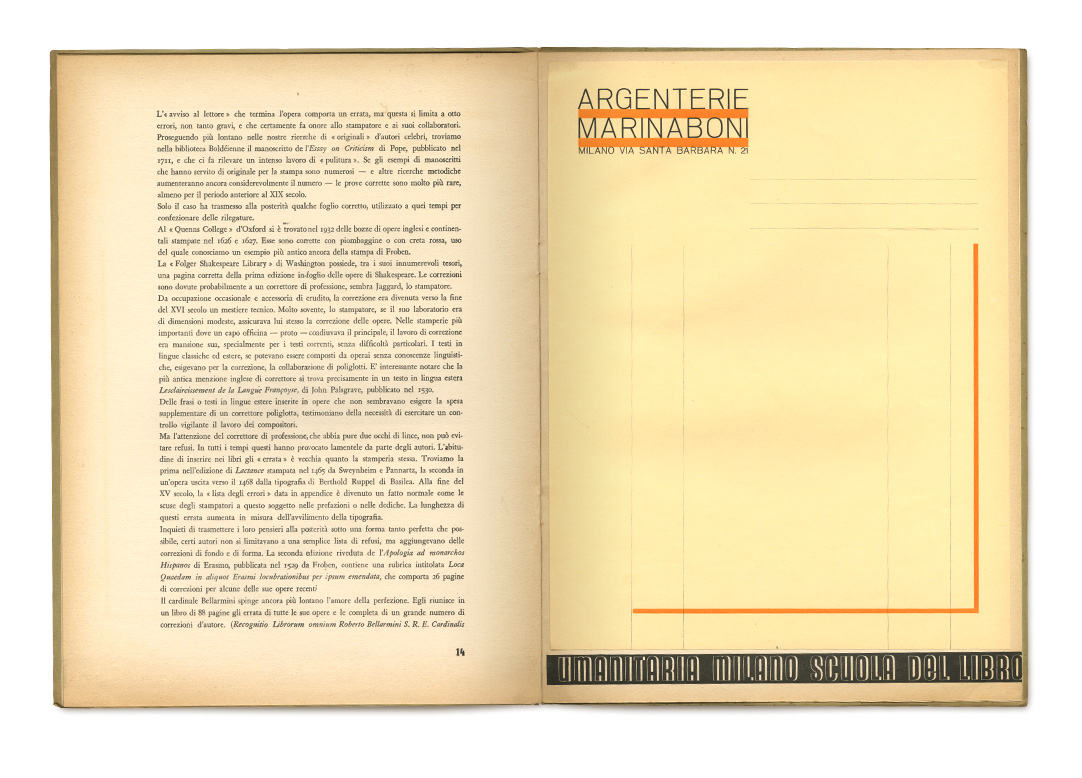 L'« avviso al lettore » che termina l'opera comporta un errata, ma questa si limita a otto
errori, non tanto gravi, e che certamente fa onore allo stampatore e ai suoi collaboratori.
Proseguendo più lontano nelle nostre ricerche di « originali » d'autori celebri, troviamo
nella biblioteca Boldéienne il manoscritto de l'Essay on Criticism di Pope, pubblicato nel
1711, e che ci fa rilevare un intenso lavoro di « pulitura ». Se gli esempi di manoscritti
che hanno servito di originale per la stampa sono numerosi — e altre ricerche metodiche
aumenteranno ancora considerevolmente il numero — le prove corrette sono molto più rare,
almeno per il periodo anteriore al XIX secolo.
Solo il caso ha trasmesso alla posterità qualche foglio corretto, utilizzato a quei tempi per
confezionare delle rilegature.
Al « Quenns College » d'Oxford si è trovato nel 1932 delle bozze di opere inglesi e continen-
tali stampate nel 1626 e 1627. Esse sono corrette con piombaggine o con creta rossa, uso
del quale conosciamo un esempio più antico ancora della stampa di Froben.
La « Folger Shakespeare Library » di Washington possiede, tra i suoi innumerevoli tesori,
una pagina corretta della prima edizione in-foglio delle opere di Shakespeare. Le correzioni
sono dovute probabilmente a un correttore di professione, sembra Jaggard, lo stampatore.
Da occupazione occasionale e accessoria di erudito, la correzione era divenuta verso la fine
del XVI secolo un mestiere tecnico. Molto sovente, lo stampatore, se il suo laboratorio era
di dimensioni modeste, assicurava lui stesso la correzione delle opere. Nelle stamperie più
importanti dove un capo officina — proto — coadiuvava il principale, il lavoro di correzione
era mansione sua, specialmente per i testi correnti, senza difficoltà particolari. I testi in
lingue classiche ed estere, se potevano essere composti da operai senza conoscenze linguisti-
che, esigevano per la correzione, la collaborazione di poliglotti. E' interessante notare che la
più antica menzione inglese di correttore si trova precisamente in un testo in lingua estera
Lesclaircissement de la Langue Françoyse, di John Palsgrave, pubblicato nel 1530.
Delle frasi o testi in lingue estere inserite in opere che non sembravano esigere la spesa
supplementare di un correttore poliglotta, testimoniano della necessità di esercitare un con-
trollo vigilante il lavoro dei compositori.
Ma l'attenzione del correttore di professione, che abbia pure due occhi di lince, non può evi-
tare refusi. In tutti i tempi questi hanno provocato lamentele da parte degli autori. L'abitu-
dine di inserire nei libri gli « errata » è vecchia quanto la stamperia stessa. Troviamo la
prima nell'edizione di Lactance stampata nel 1465 da Sweynheim e Pannartz, la seconda in
un'opera uscita verso il 1468 dalla tipografia di Berthold Ruppel di Basilea. Alla fine del
XV secolo, la « lista degli errori » data in appendice è divenuto un fatto normale come le
scuse degli stampatori a questo soggetto nelle prefazioni o nelle dediche. La lunghezza di
questi errata aumenta in misura dell'avvilimento della tipografia.
Inquieti di trasmettere i loro pensieri alla posterità sotto una forma tanto perfetta che pos-
sibile, certi autori non si limitavano a una semplice lista di refusi, ma aggiungevano delle
correzioni di fondo e di forma. La seconda edizione riveduta de l'Apologia ad monarchos
Hispanos di Erasmo, pubblicata nel 1529 da Froben, contiene una rubrica intitolata Loca
Quaedam in aliquot Erasmi locubrationibus per ipsum emendata, che comporta 26 pagine
di correzioni per alcune delle sue opere recenti
Il cardinale Bellarmini spinge ancora più lontano l'amore della perfezione. Egli riunisce in
un libro di 88 pagine gli errata di tutte le sue opere e le completa di un grande numero di
correzioni d'autore. (Recognitio Librorum omnium Roberto Bellarmini S. R. E. Cardinalis
14
ARGENTERIE
MARINABONI
MILANO VIA SANTA BARBARA N. 21
UMANITARIA MILANO SCUOLA DEL LIBRO